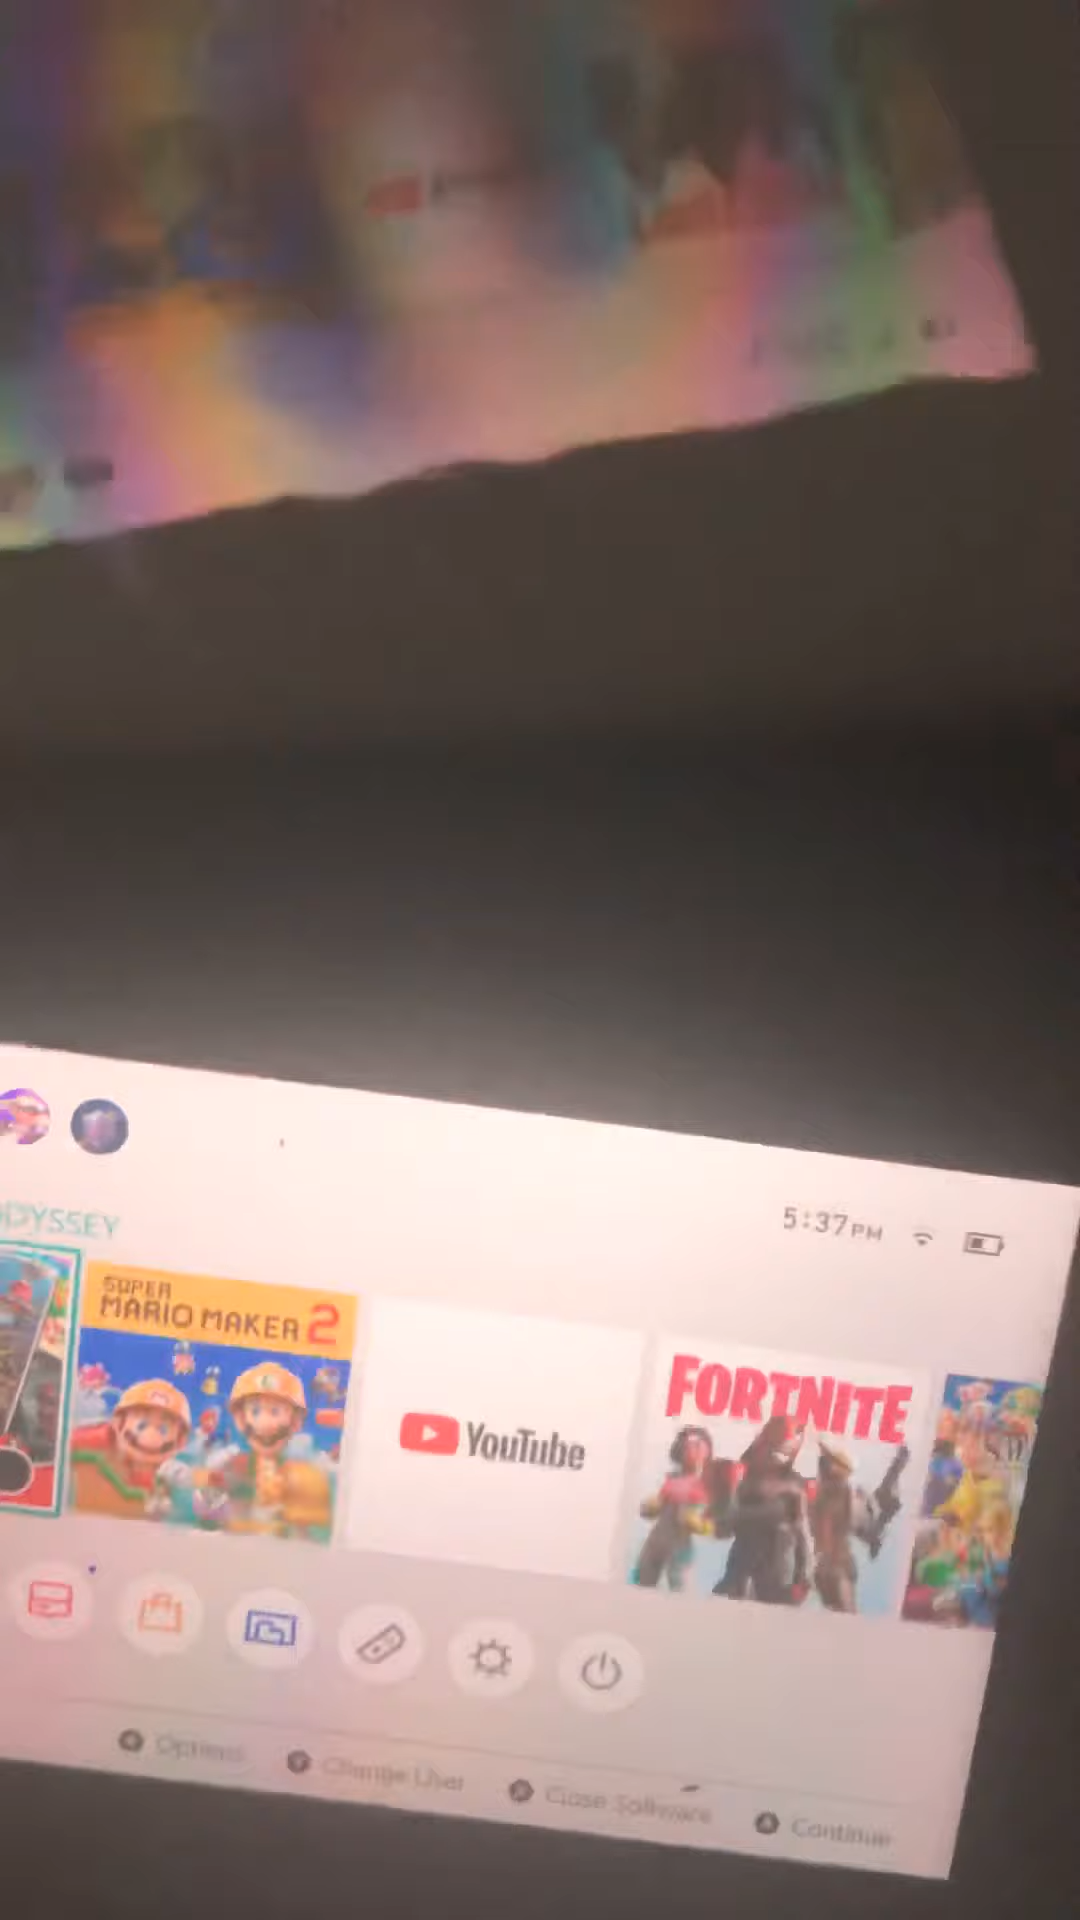 ODYSSEY
5:37 PM
SUPER
MARIO MAKER 2
YouTube
FORTNITE
Options
Change User
Close Software
Continue